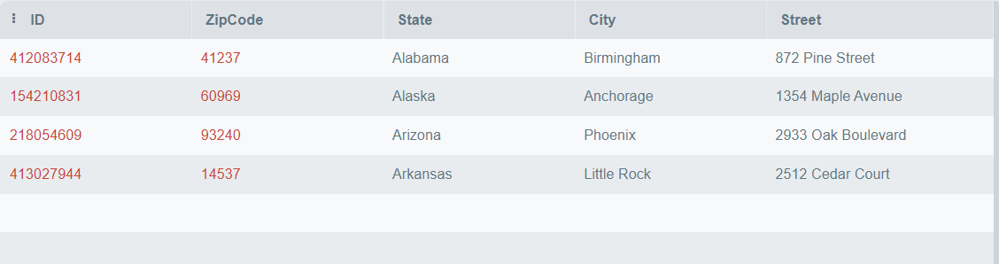 ID ZipCode State City Street
412083714 41237 Alabama Birmingham 872 Pine Street
154210831 60969 Alaska Anchorage 1354 Maple Avenue
218054609 93240 Arizona Phoenix 2933 Oak Boulevard
413027944 14537 Arkansas Little Rock 2512 Cedar Court